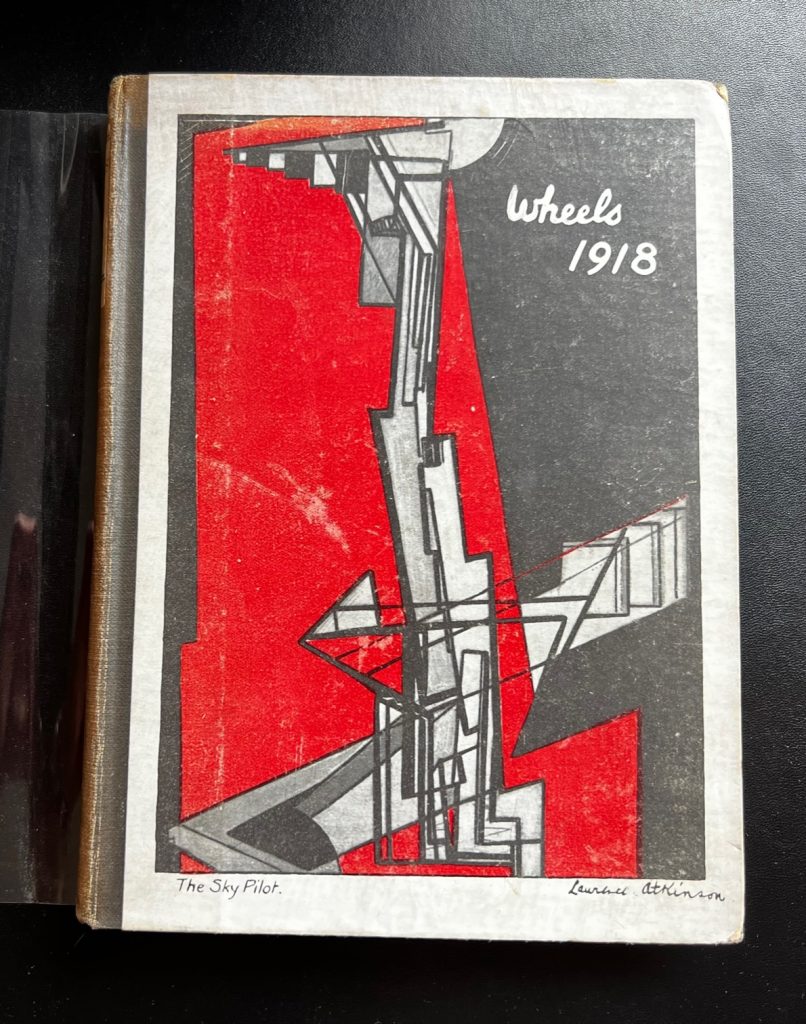 Wheels
1918
The Sky Pilot.
Laurence Atkinson